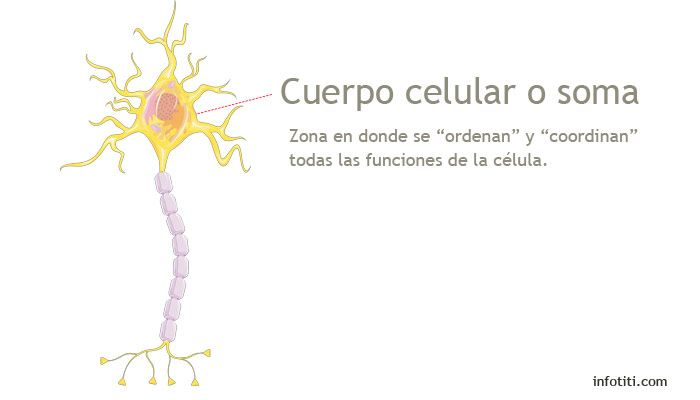 Cuerpo celular o soma
Zona en donde se “ordenan” y “coordinan”
todas las funciones de la célula.
infotiti.com